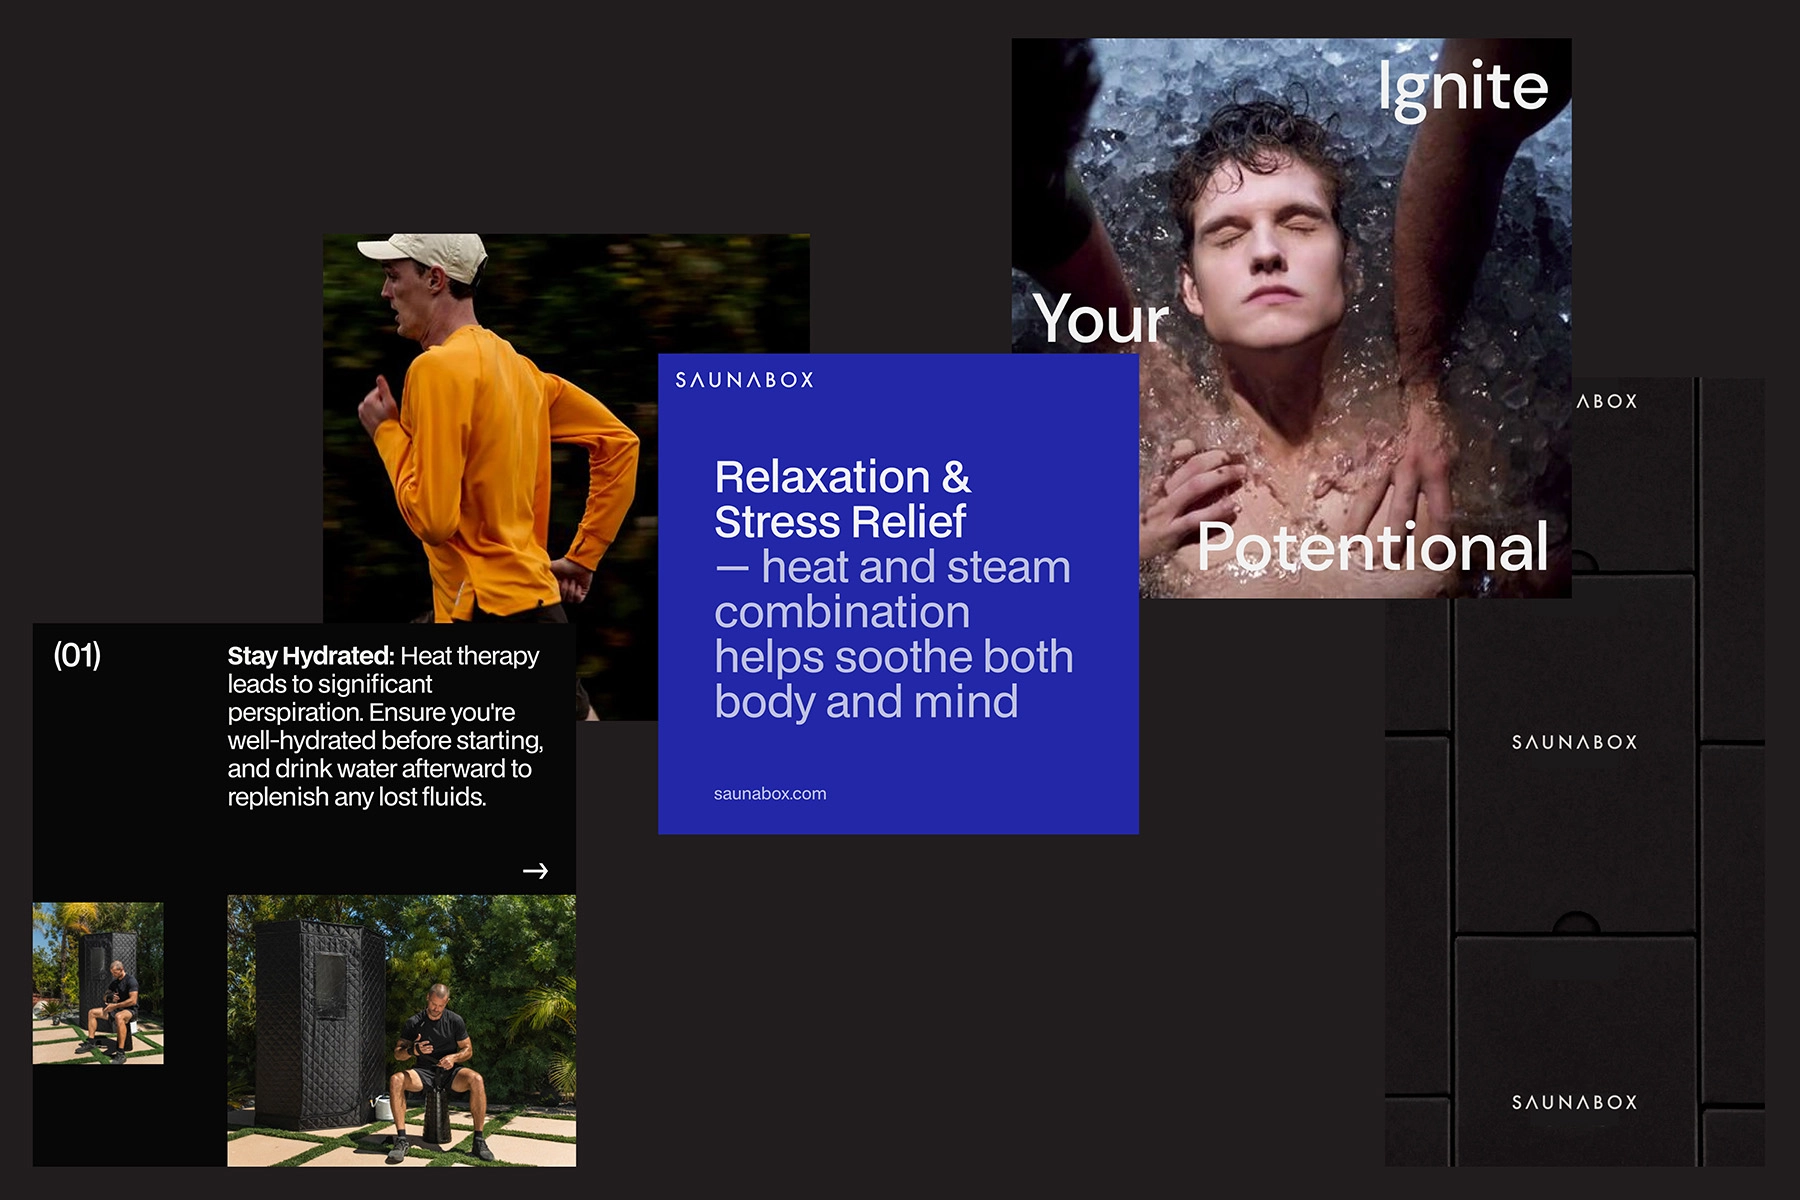 Ignite
Your
Potentional
SAUNABOX
Relaxation &
Stress Relief
— heat and steam
combination
helps soothe both
body and mind
saunabox.com
(01)
Stay Hydrated: Heat therapy
leads to significant
perspiration. Ensure you're
well-hydrated before starting,
and drink water afterward to
replenish any lost fluids.
→
ABOX
SAUNABOX
SAUNABOX